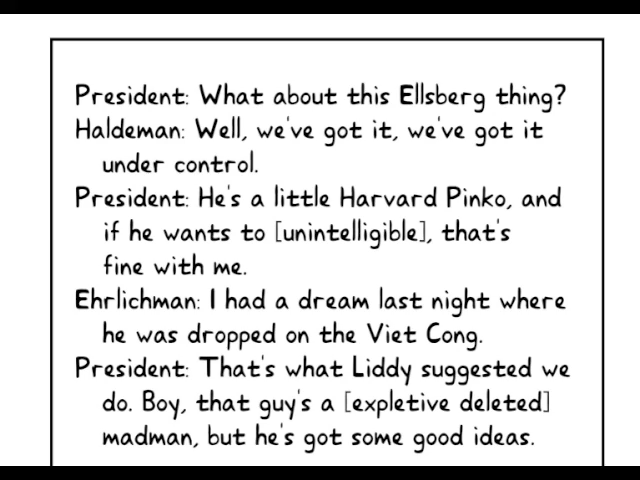 President: What about this Ellsberg thing?
Haldeman: Well, we've got it, we've got it
under control.
President: He's a little Harvard Pinko, and
if he wants to [unintelligible], that's
fine with me.
Ehrlichman: I had a dream last night where
he was dropped on the Viet Cong.
President: That's what Liddy suggested we
do. Boy, that guy's a [expletive deleted]
madman, but he's got some good ideas.